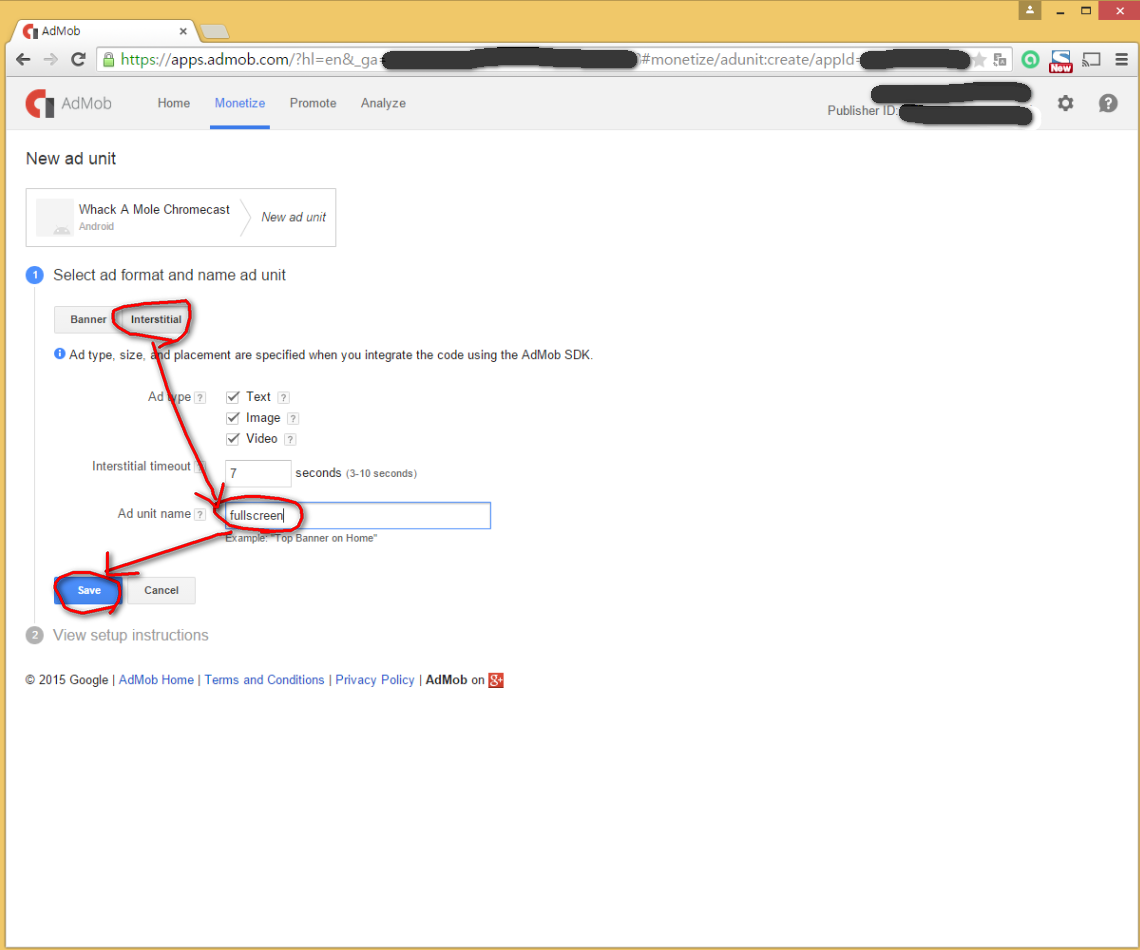 AdMob
https://apps.admob.com/?hl=en&_ga= #monetize/adunit:create/appId=
New
AdMob Home Monetize Promote Analyze
Publisher ID:
New ad unit
Whack A Mole Chromecast
Android
New ad unit
1 Select ad format and name ad unit
Banner Interstitial
Ad type, size, and placement are specified when you integrate the code using the AdMob SDK.
Ad type ? Text ?
Image ?
Video ?
Interstitial timeout ? 7 seconds (3-10 seconds)
Ad unit name ? fullscreen
Example: "Top Banner on Home"
Save Cancel
2 View setup instructions
© 2015 Google | AdMob Home | Terms and Conditions | Privacy Policy | AdMob on g+